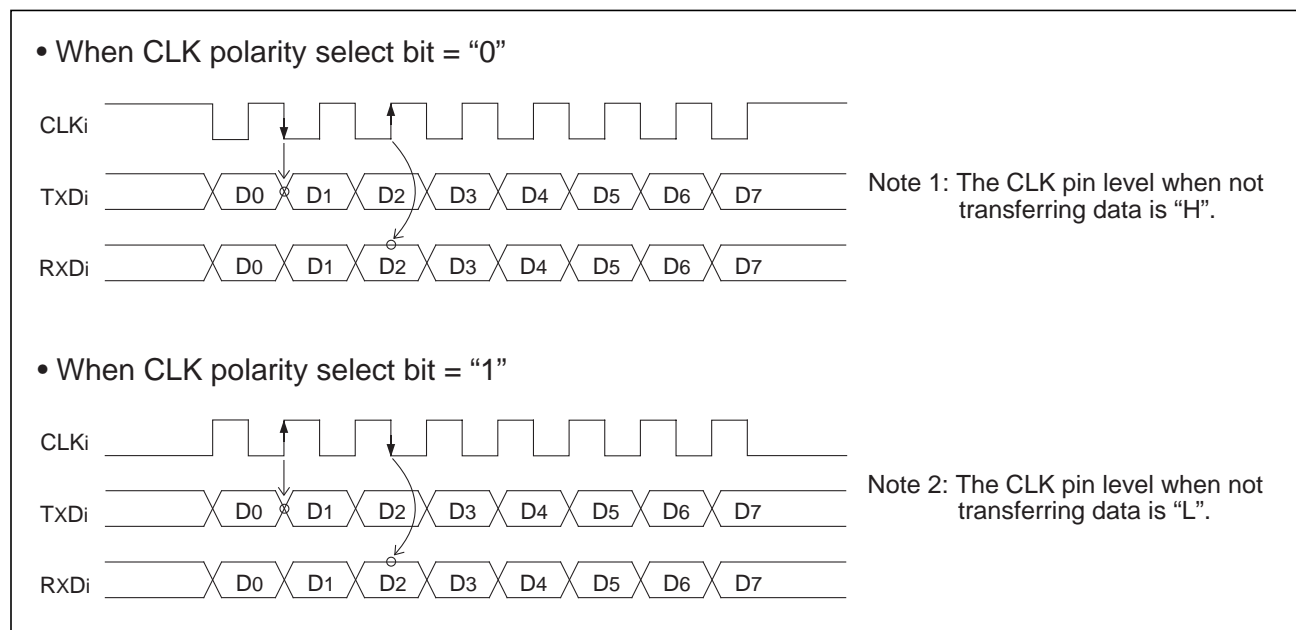 • When CLK polarity select bit = “0”
CLKi
TXDi D0 D1 D2 D3 D4 D5 D6 D7
RXDi D0 D1 D2 D3 D4 D5 D6 D7
Note 1: The CLK pin level when not
transferring data is “H”.
• When CLK polarity select bit = “1”
CLKi
TXDi D0 D1 D2 D3 D4 D5 D6 D7
RXDi D0 D1 D2 D3 D4 D5 D6 D7
Note 2: The CLK pin level when not
transferring data is “L”.